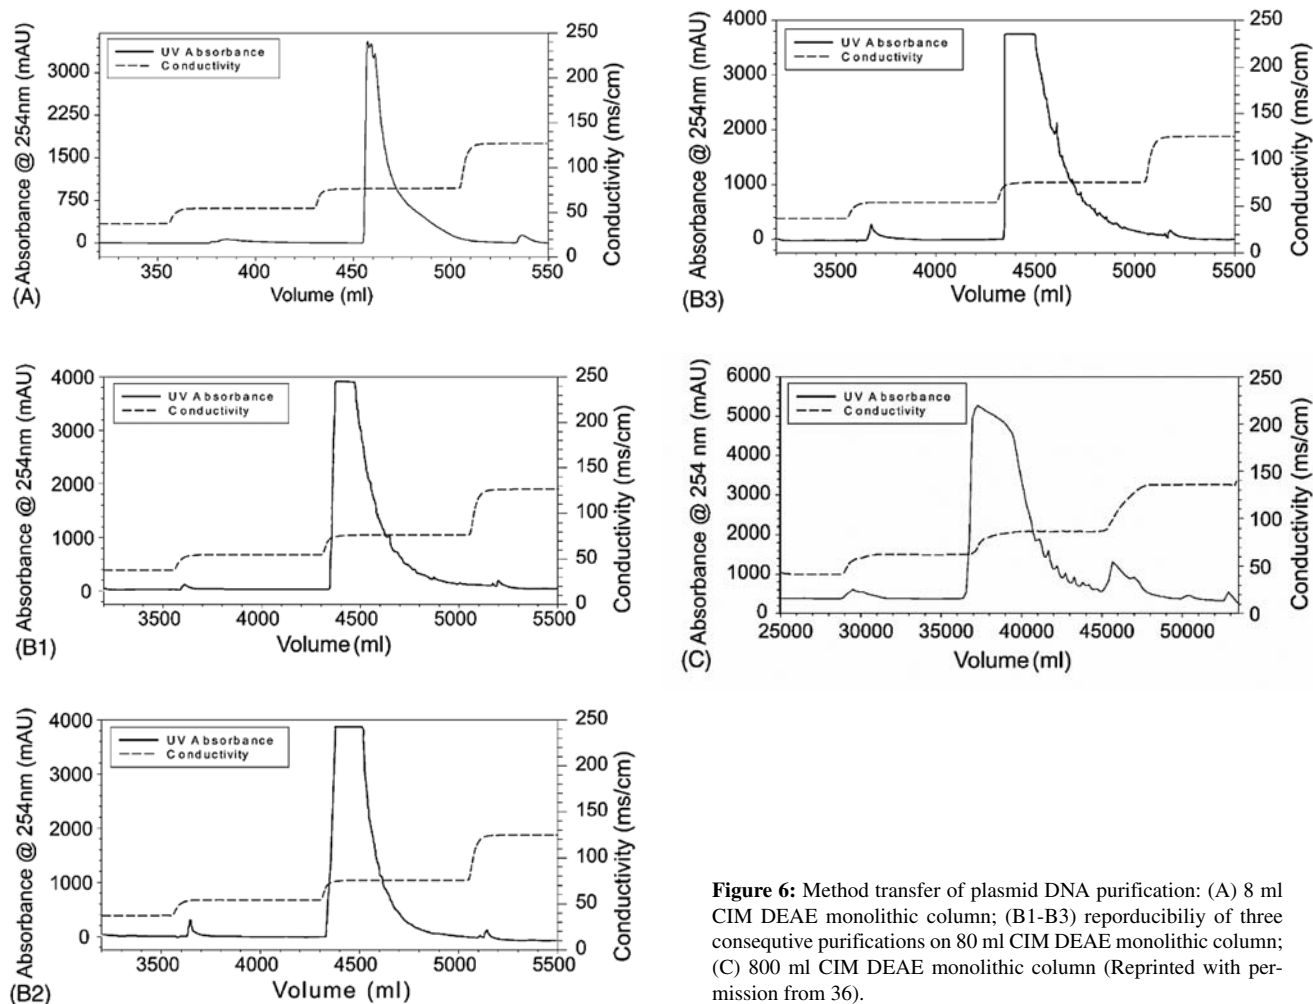 Absorbance @ 254nm (mAU)
3000
2250
1500
750
0
UV Absorbance
Conductivity
250
200
150
100
50
0
Conductivity (ms/cm)
350
400
450
500
550
Volume (ml)
(A)
Absorbance @ 254nm (mAU)
4000
3000
2000
1000
0
UV Absorbance
Conductivity
250
200
150
100
50
0
Conductivity (ms/cm)
3500
4000
4500
5000
5500
Volume (ml)
(B3)
Absorbance @ 254nm (mAU)
4000
3000
2000
1000
0
UV Absorbance
Conductivity
250
200
150
100
50
0
Conductivity (ms/cm)
3500
4000
4500
5000
5500
Volume (ml)
(B1)
Absorbance @ 254 nm (mAU)
6000
5000
4000
3000
2000
1000
0
UV Absorbance
Conductivity
250
200
150
100
50
0
Conductivity (ms/cm)
25000
30000
35000
40000
45000
50000
Volume (ml)
(C)
Absorbance @ 254nm (mAU)
4000
3000
2000
1000
0
UV Absorbance
Conductivity
250
200
150
100
50
0
Conductivity (ms/cm)
3500
4000
4500
5000
5500
Volume (ml)
(B2)
Figure 6: Method transfer of plasmid DNA purification: (A) 8 ml
CIM DEAE monolithic column; (B1-B3) reporducibiliy of three
consequtive purifications on 80 ml CIM DEAE monolithic column;
(C) 800 ml CIM DEAE monolithic column (Reprinted with per-
mission from 36).